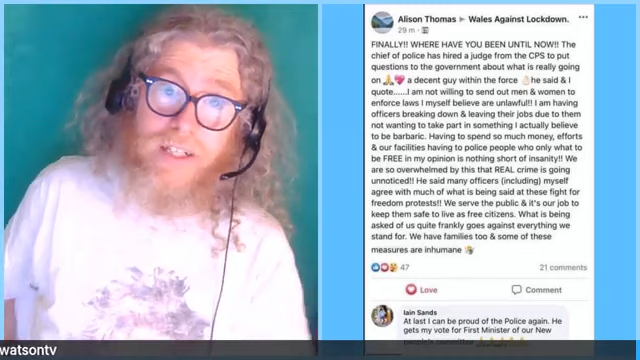 Alison Thomas ▸ Wales Against Lockdown.
29 m
FINALLY!! WHERE HAVE YOU BEEN UNTIL NOW!! The
chief of police has hired a judge from the CPS to put
questions to the government about what is really going
on 🙏💖 a decent guy within the force 👌🏻he said & I
quote......I am not willing to send out men & women to
enforce laws I myself believe are unlawful!! I am having
officers breaking down & leaving their jobs due to them
not wanting to take part in something I actually believe
to be barbaric. Having to spend so much money, efforts
& our facilities having to police people who only what to
be FREE in my opinion is nothing short of insanity!! We
are so overwhelmed by this that REAL crime is going
unnoticed!! He said many officers (including) myself
agree with much of what is being said at these fight for
freedom protests!! We serve the public & it's our job to
keep them safe to live as free citizens. What is being
asked of us quite frankly goes against everything we
stand for. We have families too & some of these
measures are inhumane
47
21 comments
Love
Comment
Iain Sands
At last I can be proud of the Police again. He
gets my vote for First Minister of our New
watsontv